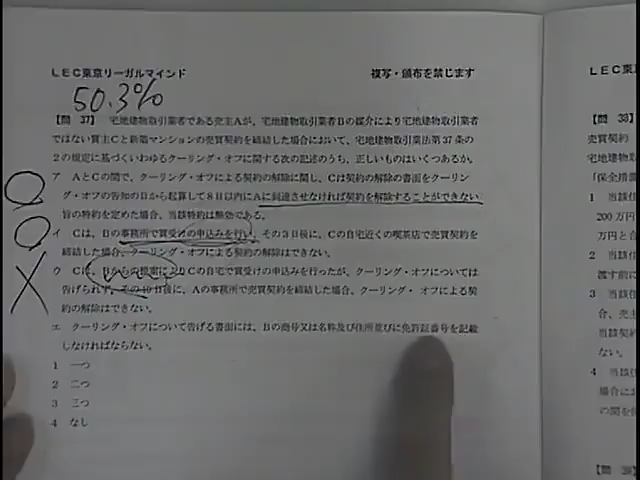 LEC東京リーガルマインド
複写・頒布を禁じます
50.3%
【問 37】 宅地建物取引業者である売主Aが、宅地建物取引業者Bの媒介により宅地建物取引業者
ではない買主Cと新築マンションの売買契約を締結した場合において、宅地建物取引業法第37条の
2の規定に基づくいわゆるクーリング・オフに関する次の記述のうち、正しいものはいくつあるか。
ア AとCの間で、クーリング・オフによる契約の解除に関し、Cは契約の解除の書面をクーリン
グ・オフの告知の日から起算して8日以内にAに到達させなければ契約を解除することができない
旨の特約を定めた場合、当該特約は無効である。
イ Cは、Bの事務所で買受けの申込みを行い、その3日後に、Cの自宅近くの喫茶店で売買契約を
締結した場合、クーリング・オフによる契約の解除はできない。
ウ Cは、Bからの提案によりCの自宅で買受けの申込みを行ったが、クーリング・オフについては
告げられず、その10日後に、Aの事務所で売買契約を締結した場合、クーリング・オフによる契
約の解除はできない。
エ クーリング・オフについて告げる書面には、Bの商号又は名称及び住所並びに免許証番号を記載
しなければならない。
1 一つ
2 二つ
3 三つ
4 なし
LEC東
【問 38】
売買契約
宅地建物
「保全措
1 当該住
200 万円
万円と合
2 当該住
渡す前に
3 当該住
合、売主
当該契約
ない。
4 当該住
場合にお
の間を
【問 39】